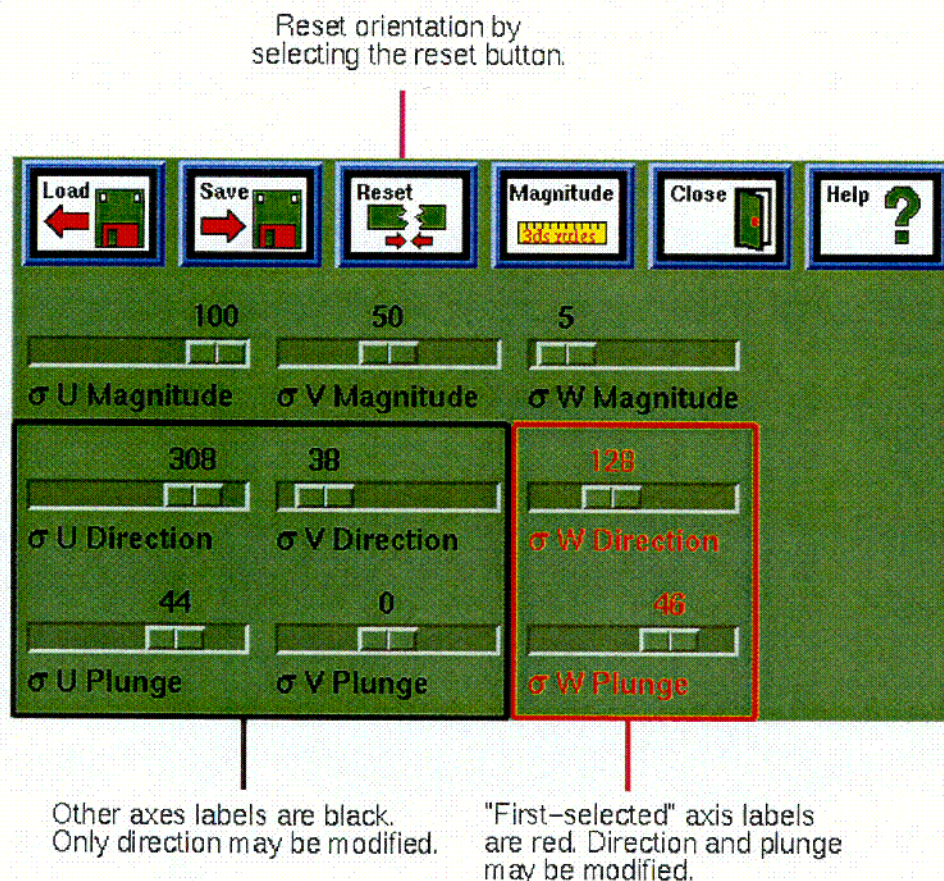 Reset orientation by
selecting the reset button.
Load Save Reset Magnitude Close Help
3ds rules
100 50 5
σ U Magnitude σ V Magnitude σ W Magnitude
308 38 128
σ U Direction σ V Direction σ W Direction
44 0 46
σ U Plunge σ V Plunge σ W Plunge
Other axes labels are black.
Only direction may be modified.
"First-selected" axis labels
are red. Direction and plunge
may be modified.